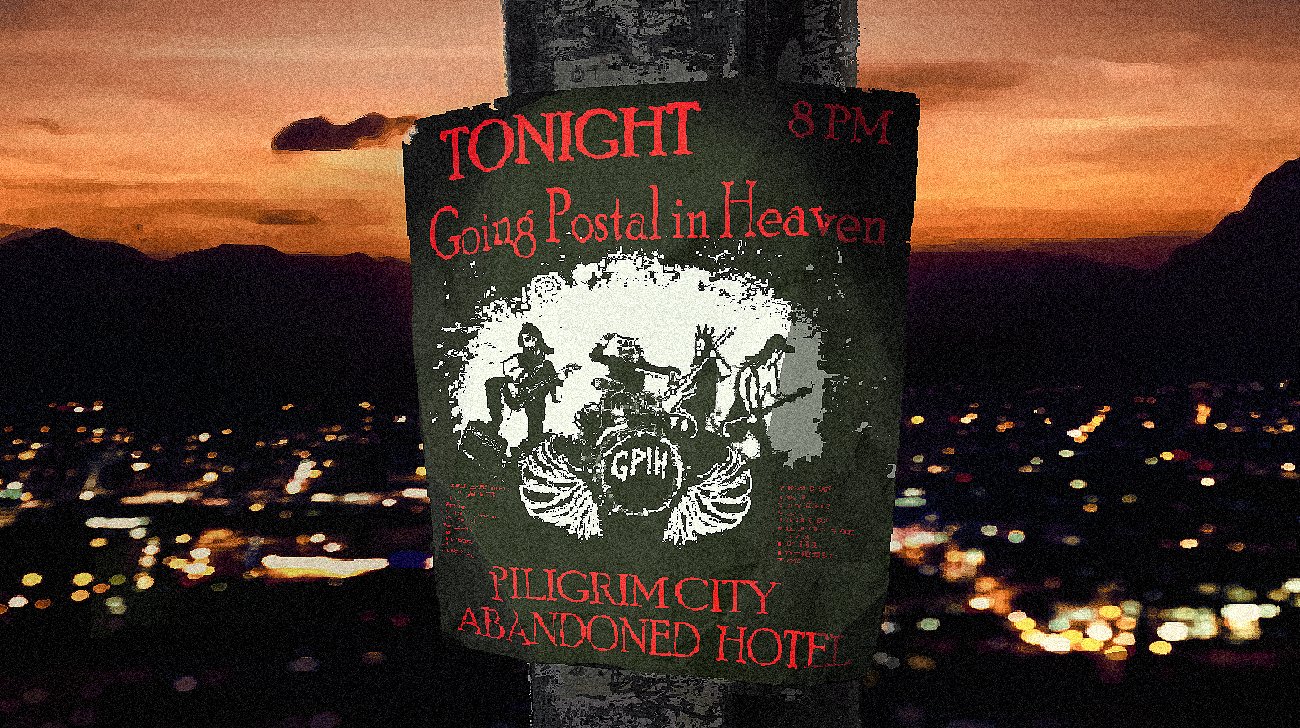 TONIGHT 8 PM
Going Postal in Heaven
GPIH
PILIGRIM CITY
ABANDONED HOTEL